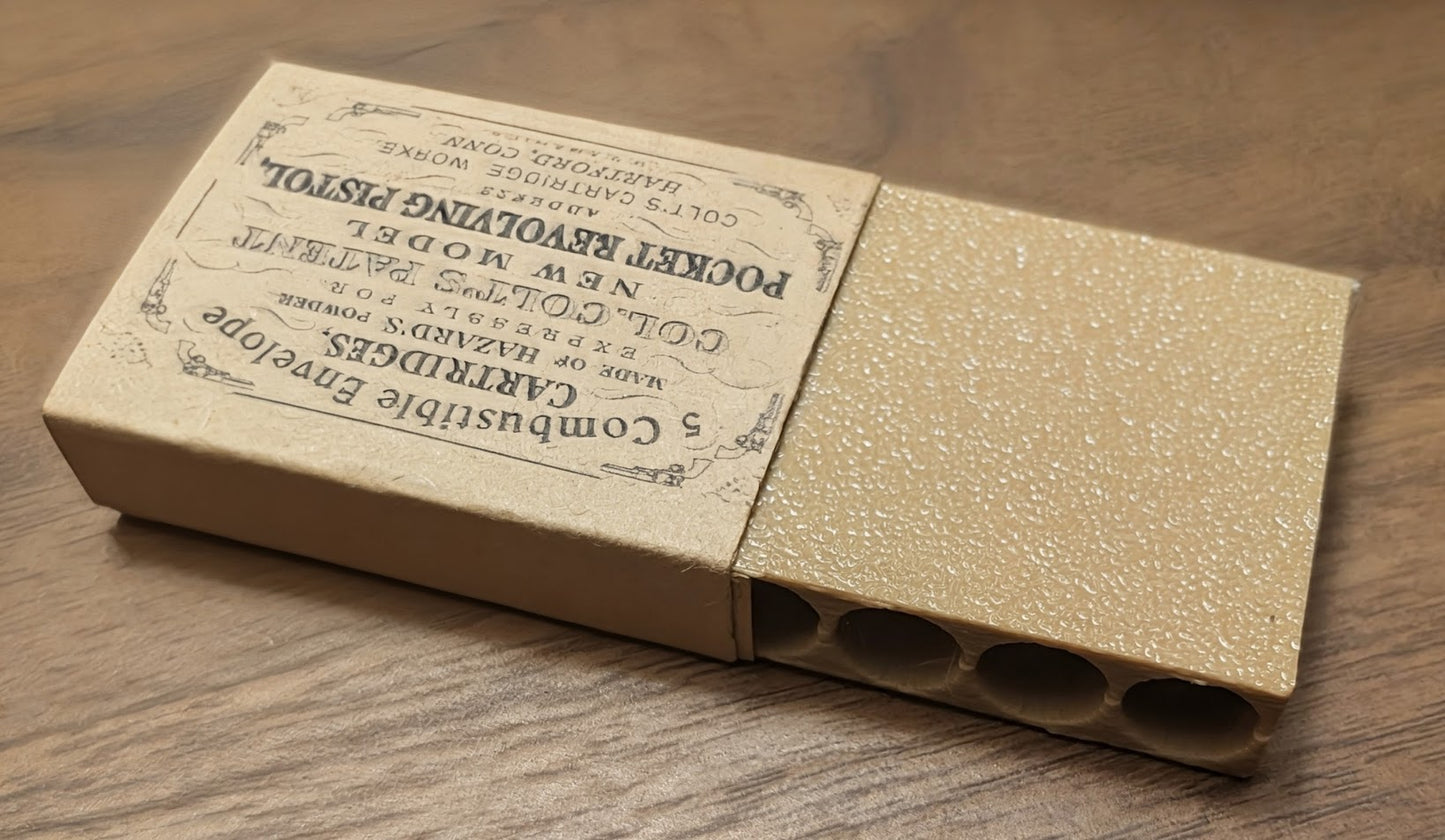 5 Combustible Envelope
CARTRIDGES,
MADE OF HAZARD'S POWDER
EXPRESSLY FOR
COL. COLT'S PATENT
NEW MODEL
POCKET REVOLVING PISTOL,
ADDRESS
COLT'S CARTRIDGE WORKS
HARTFORD, CONN